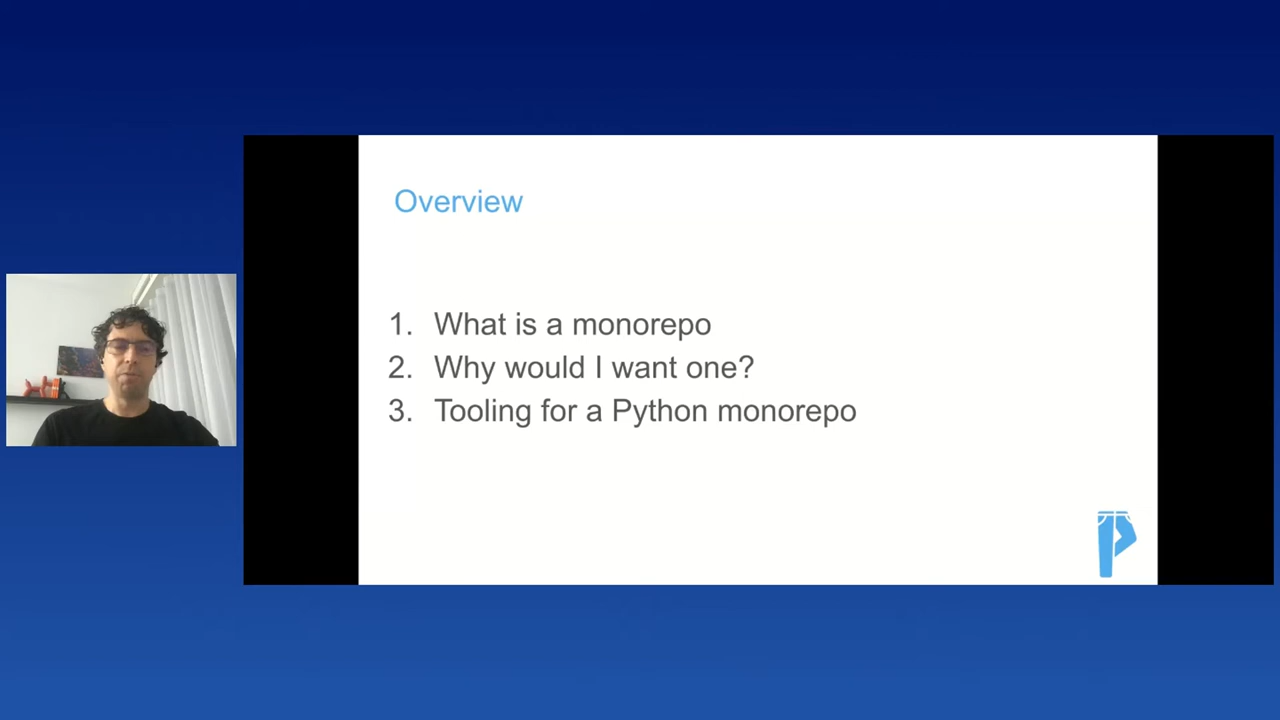 Overview
1. What is a monorepo
2. Why would I want one?
3. Tooling for a Python monorepo